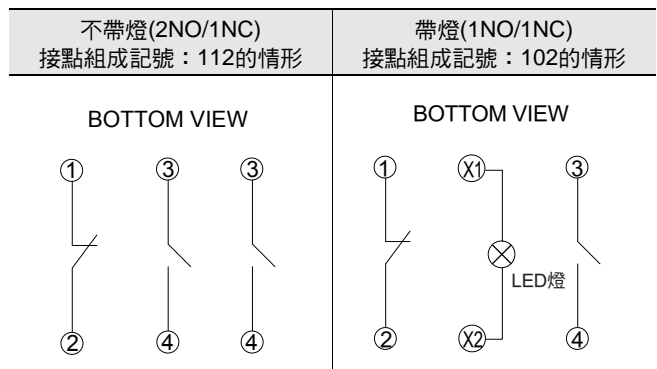 不帶燈(2NO/1NC)
接點組成記號：112的情形
帶燈(1NO/1NC)
接點組成記號：102的情形
BOTTOM VIEW
① ③ ③
② ④ ④
BOTTOM VIEW
① X1 ③
LED燈
② X2 ④